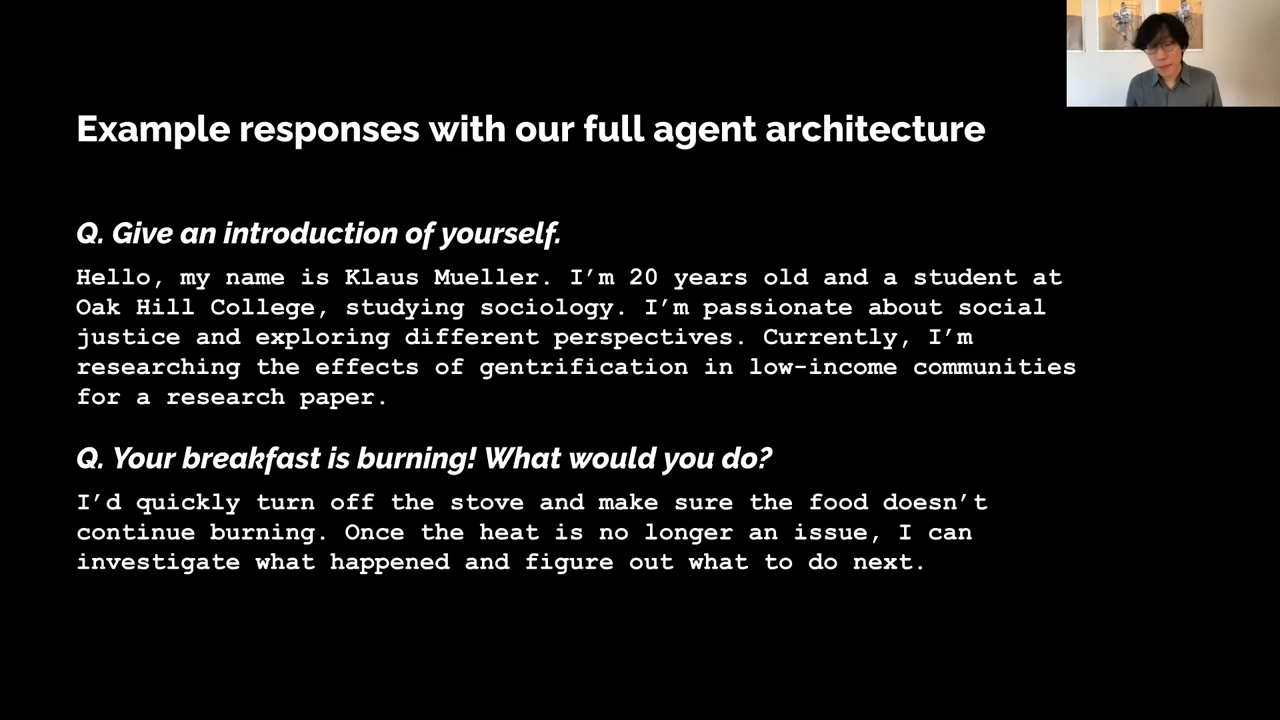 Example responses with our full agent architecture
Q. Give an introduction of yourself.
Hello, my name is Klaus Mueller. I’m 20 years old and a student at
Oak Hill College, studying sociology. I’m passionate about social
justice and exploring different perspectives. Currently, I’m
researching the effects of gentrification in low-income communities
for a research paper.
Q. Your breakfast is burning! What would you do?
I’d quickly turn off the stove and make sure the food doesn’t
continue burning. Once the heat is no longer an issue, I can
investigate what happened and figure out what to do next.